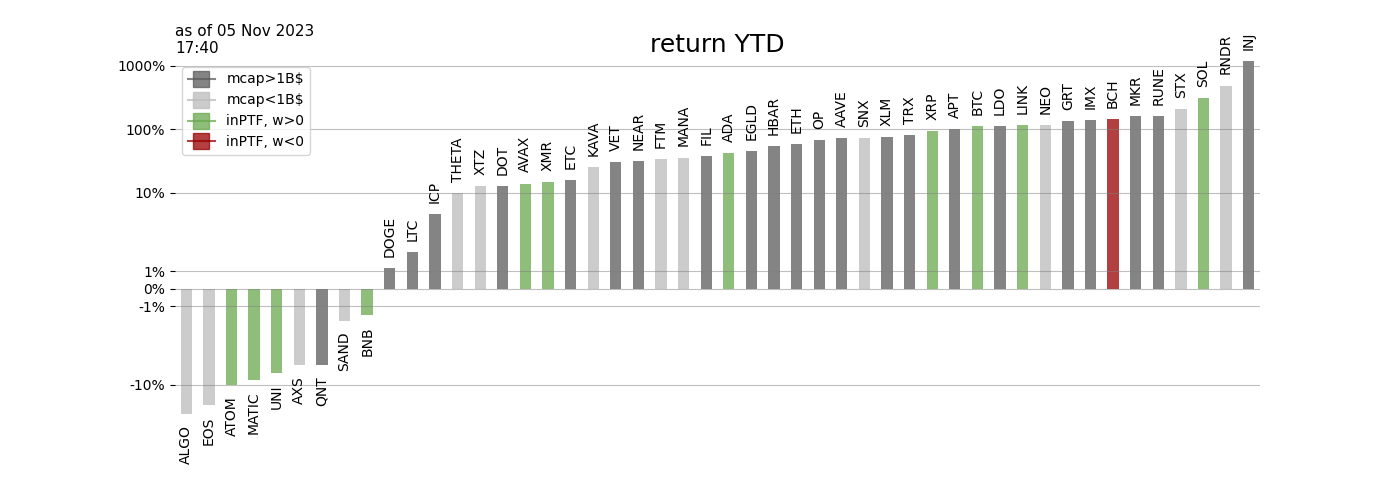 as of 05 Nov 2023
17:40
return YTD
mcap>1B$
mcap<1B$
inPTF, w>0
inPTF, w<0
1000%
100%
10%
1%
0%
-1%
-10%
ALGO
EOS
ATOM
MATIC
UNI
AXS
QNT
SAND
BNB
DOGE
LTC
ICP
THETA
XTZ
DOT
AVAX
XMR
ETC
KAVA
VET
NEAR
FTM
MANA
FIL
ADA
EGLD
HBAR
ETH
OP
AAVE
SNX
XLM
TRX
XRP
APT
BTC
LDO
LINK
NEO
GRT
IMX
BCH
MKR
RUNE
STX
SOL
RNDR
INJ